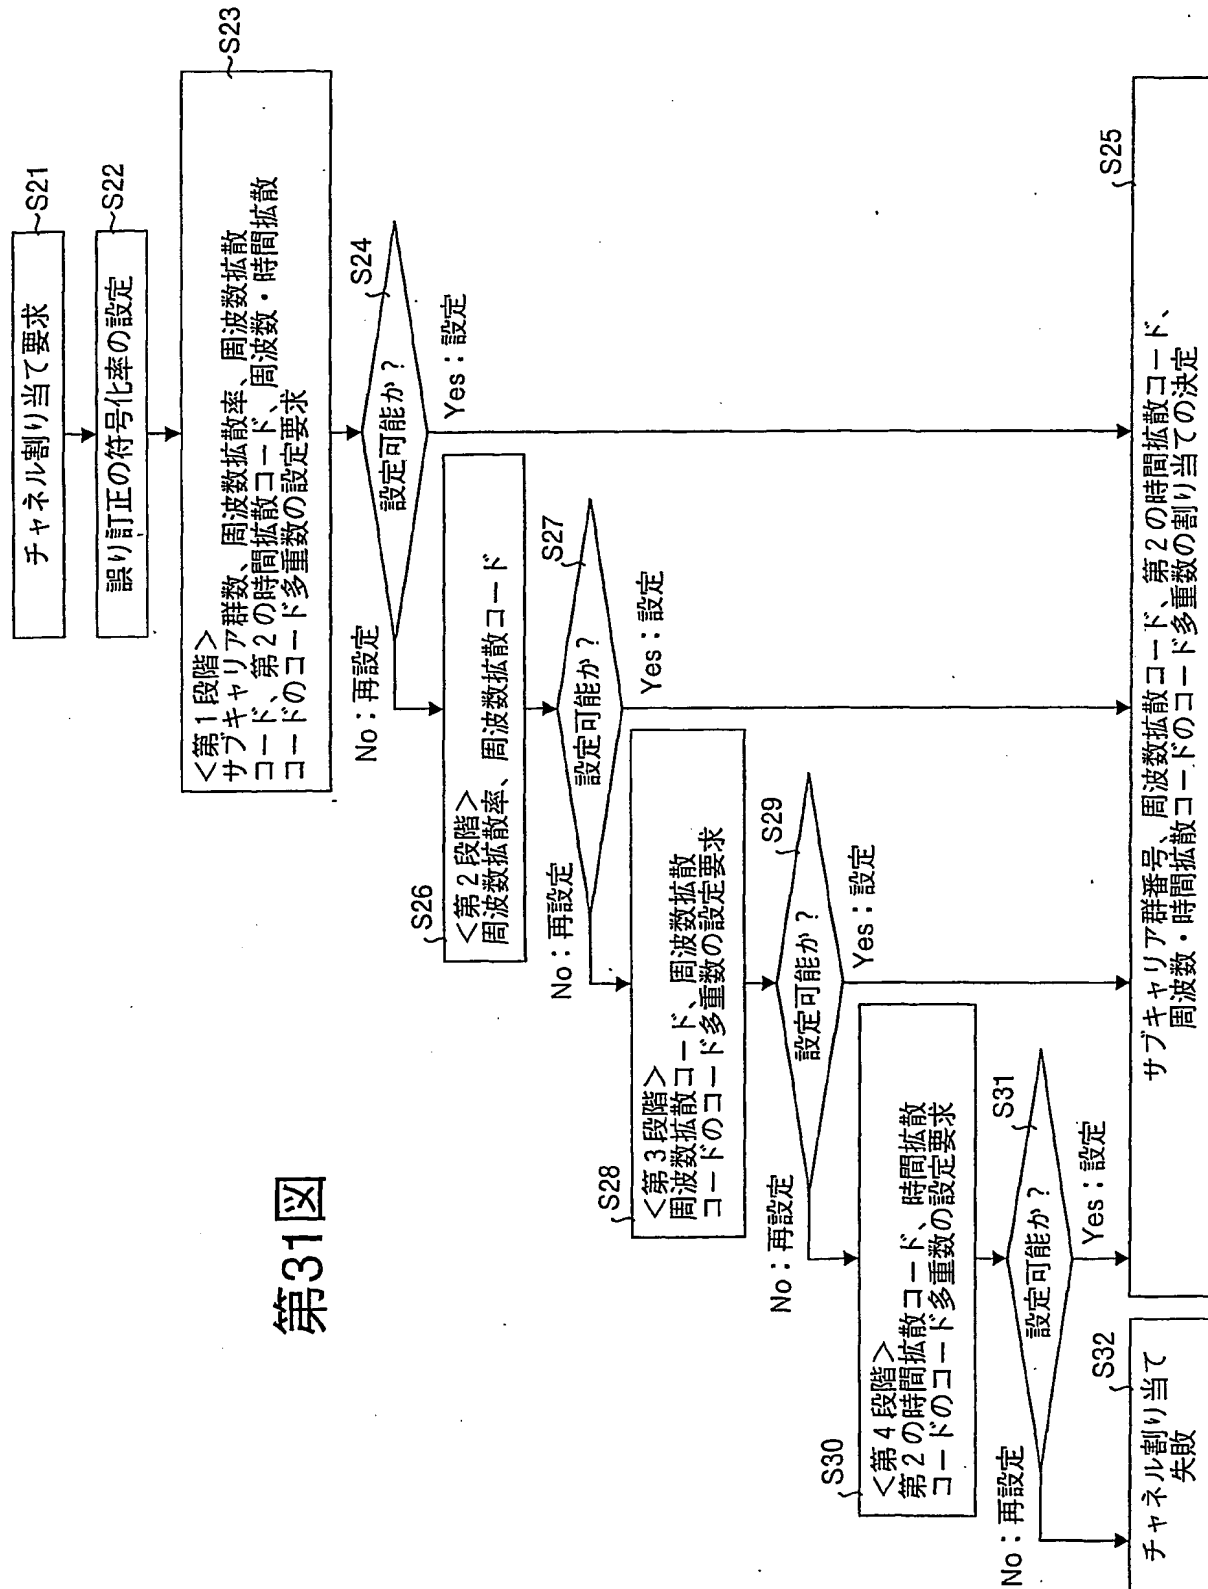 第31図
チャネル割り当て要求
S21
誤り訂正の符号化率の設定
S22
＜第1段階＞
サブキャリア群数、周波数拡散率、周波数拡散
コード、第2の時間拡散コード、周波数・時間拡散
コードのコード多重数の設定要求
S23
設定可能か？
S24
Yes：設定
No：再設定
S26
＜第2段階＞
周波数拡散率、周波数拡散コード
設定可能か？
S27
Yes：設定
No：再設定
S28
＜第3段階＞
周波数拡散コード、周波数拡散
コードのコード多重数の設定要求
設定可能か？
S29
Yes：設定
No：再設定
S30
＜第4段階＞
第2の時間拡散コード、時間拡散
コードのコード多重数の設定要求
設定可能か？
S31
Yes：設定
No：再設定
S25
サブキャリア群番号、周波数拡散コード、第2の時間拡散コード、
周波数・時間拡散コードのコード多重数の割り当ての決定
S32
チャネル割り当て
失敗